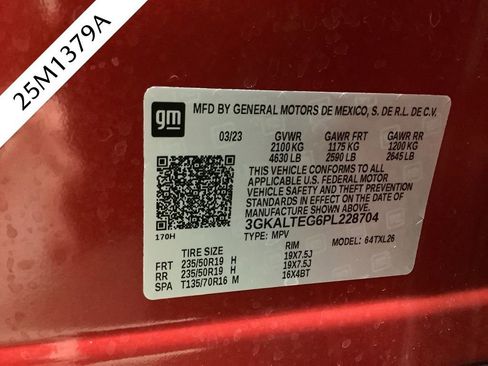 25M1379A
gm
MFD BY GENERAL MOTORS DE MEXICO, S. DE R.L. DE C.V.
03/23 GVWR GAWR FRT GAWR RR
2100 KG 1175 KG 1200 KG
4630 LB 2590 LB 2645 LB
THIS VEHICLE CONFORMS TO ALL
APPLICABLE U.S. FEDERAL MOTOR
VEHICLE SAFETY AND THEFT PREVENTION
STANDARDS IN EFFECT ON THE DATE
OF MANUFACTURE SHOWN ABOVE.
3GKALTEG6PL228704
170H TYPE: MPV MODEL: 64TXL26
TIRE SIZE RIM
FRT 235/50R19 H 19X7.5J
RR 235/50R19 H 19X7.5J
SPA T135/70R16 M 16X4BT